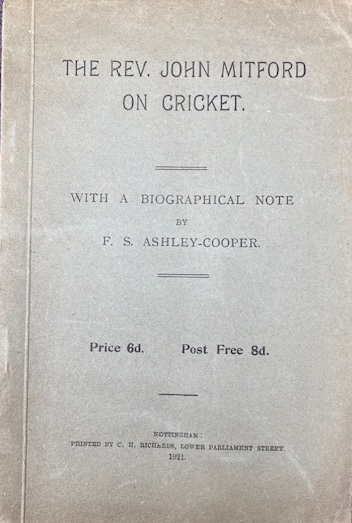 THE REV. JOHN MITFORD
ON CRICKET.
WITH A BIOGRAPHICAL NOTE
BY
F. S. ASHLEY-COOPER.
Price 6d. Post Free 8d.
NOTTINGHAM:
PRINTED BY C. H. RICHARDS, LOWER PARLIAMENT STREET.
1921.